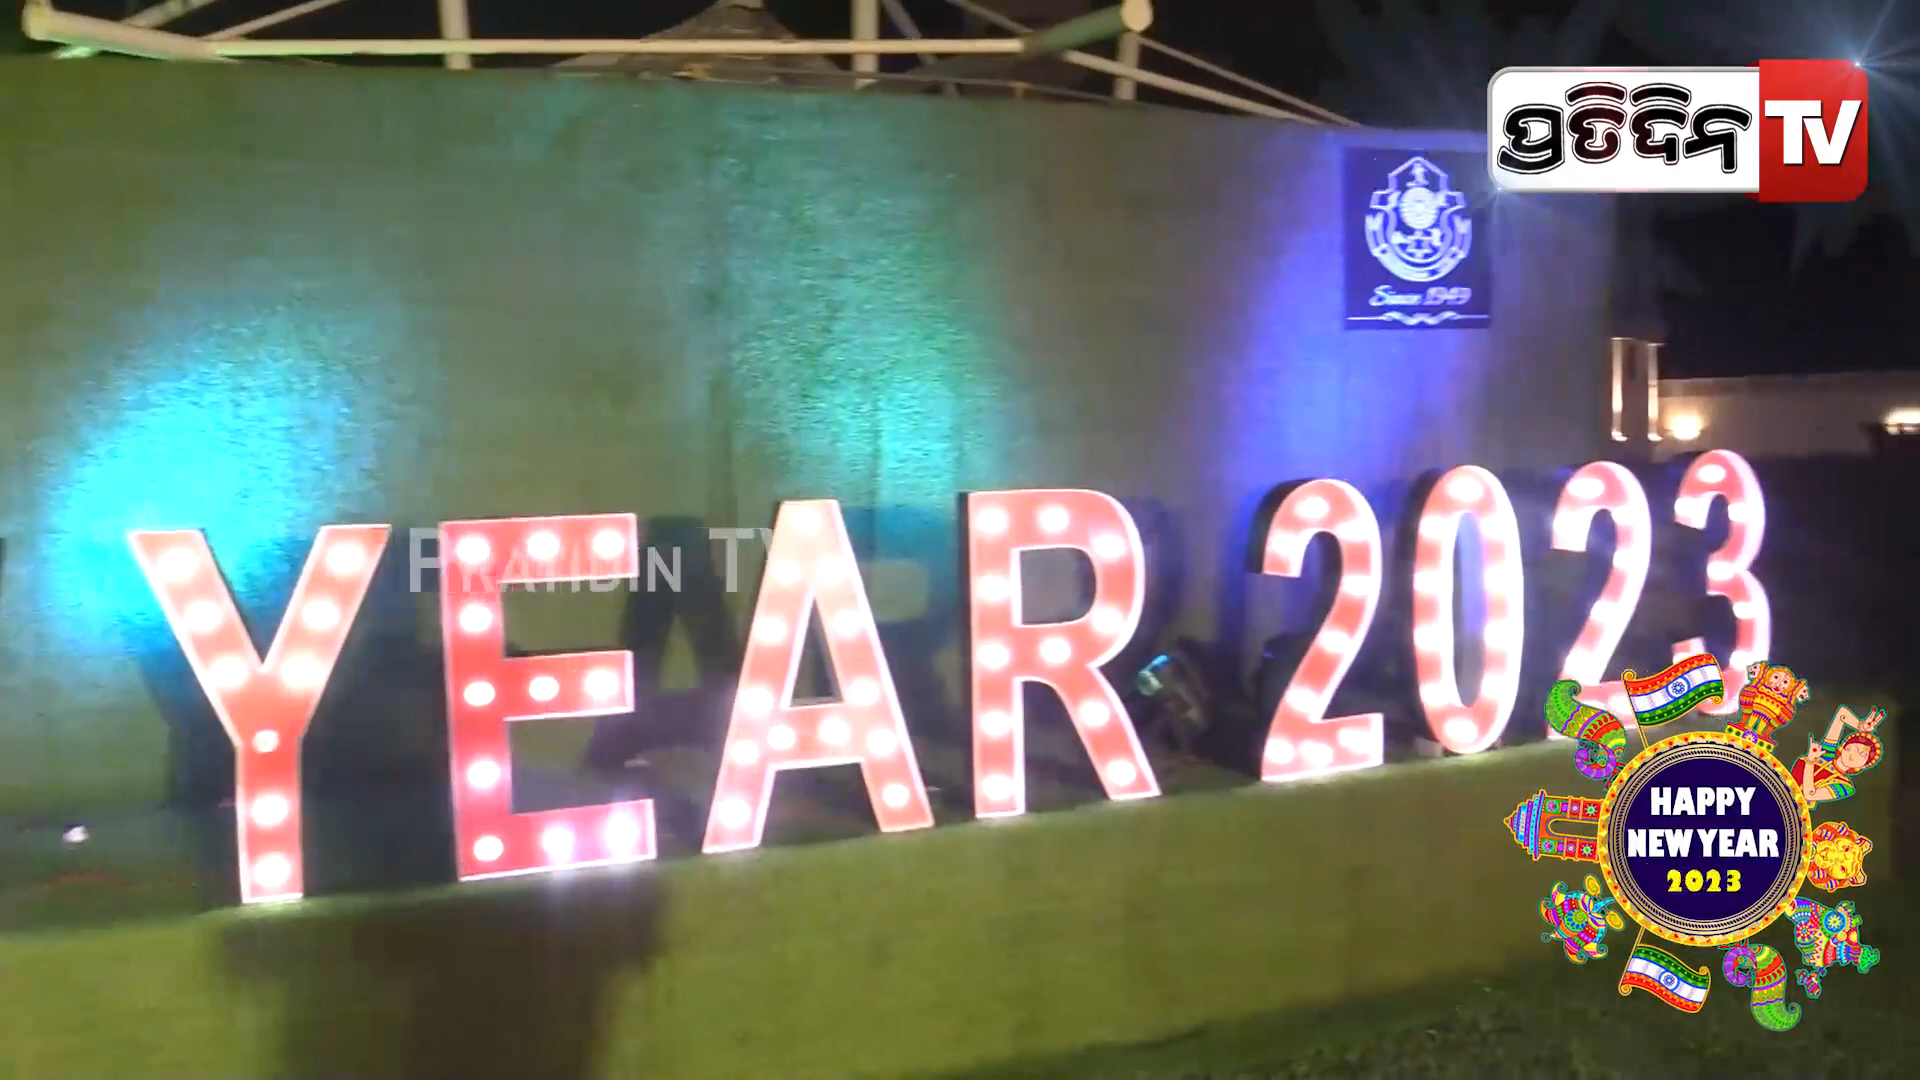 ପ୍ରତିଦିନ TV
Since 1949
YEAR 2023
PRATIDIN TV
HAPPY
NEW YEAR
2023